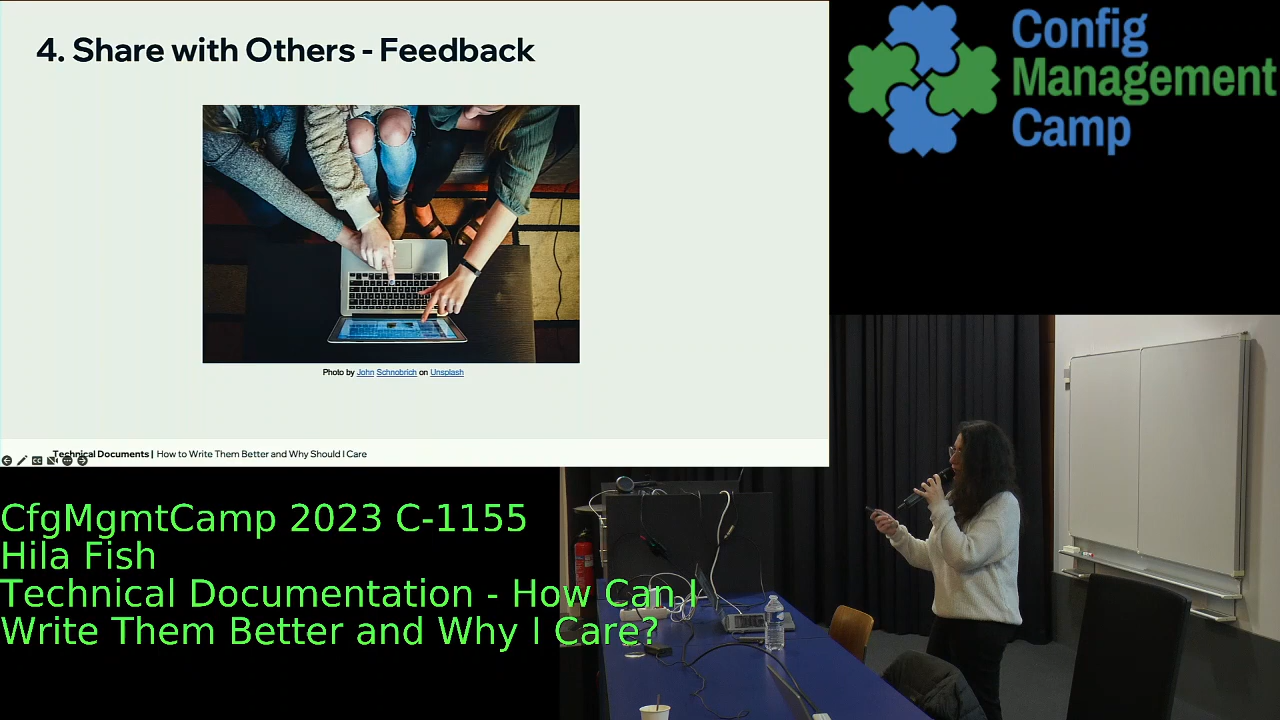 4. Share with Others - Feedback
Photo by John Schnobrich on Unsplash
Technical Documents | How to Write Them Better and Why Should I Care
Config
Management
Camp
CfgMgmtCamp 2023 C-1155
Hila Fish
Technical Documentation - How Can I
Write Them Better and Why I Care?